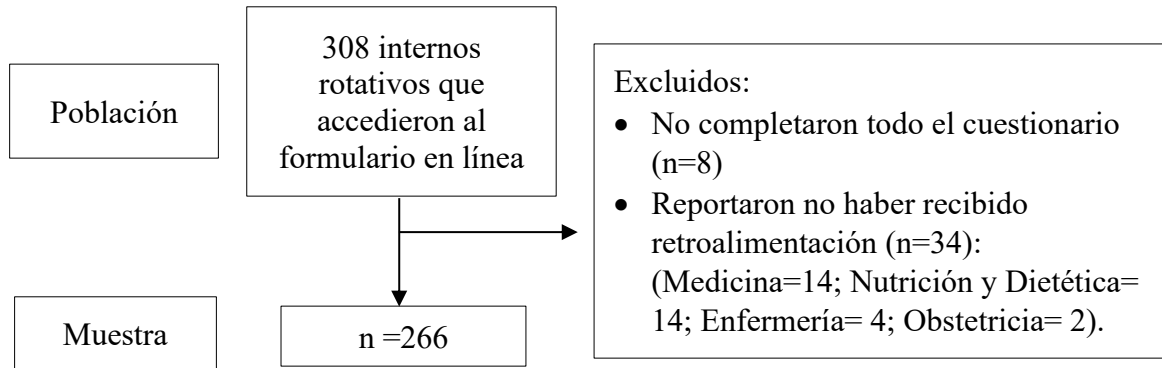 Población
308 internos
rotativos que
accedieron al
formulario en línea
Excluidos:
• No completaron todo el cuestionario
(n=8)
• Reportaron no haber recibido
retroalimentación (n=34):
(Medicina=14; Nutrición y Dietética=
14; Enfermería= 4; Obstetricia= 2).
Muestra
n =266